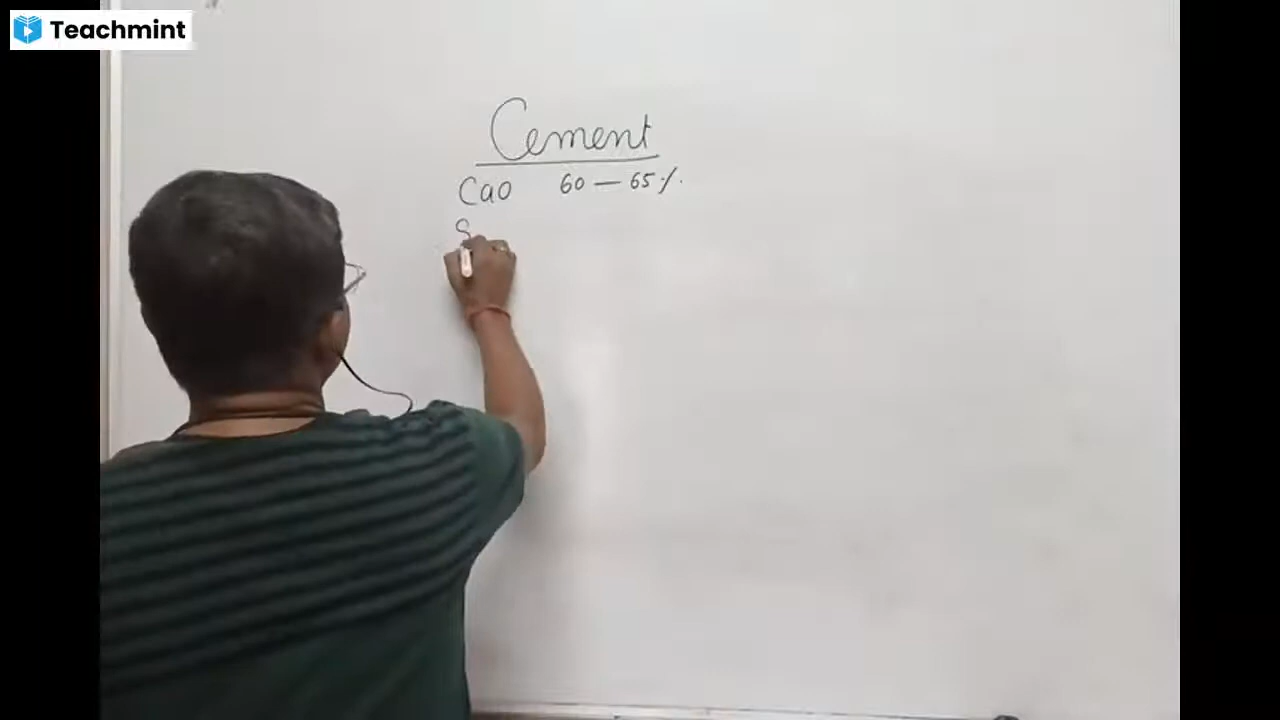 Teachmint
Cement
CaO 60 — 65%.
S